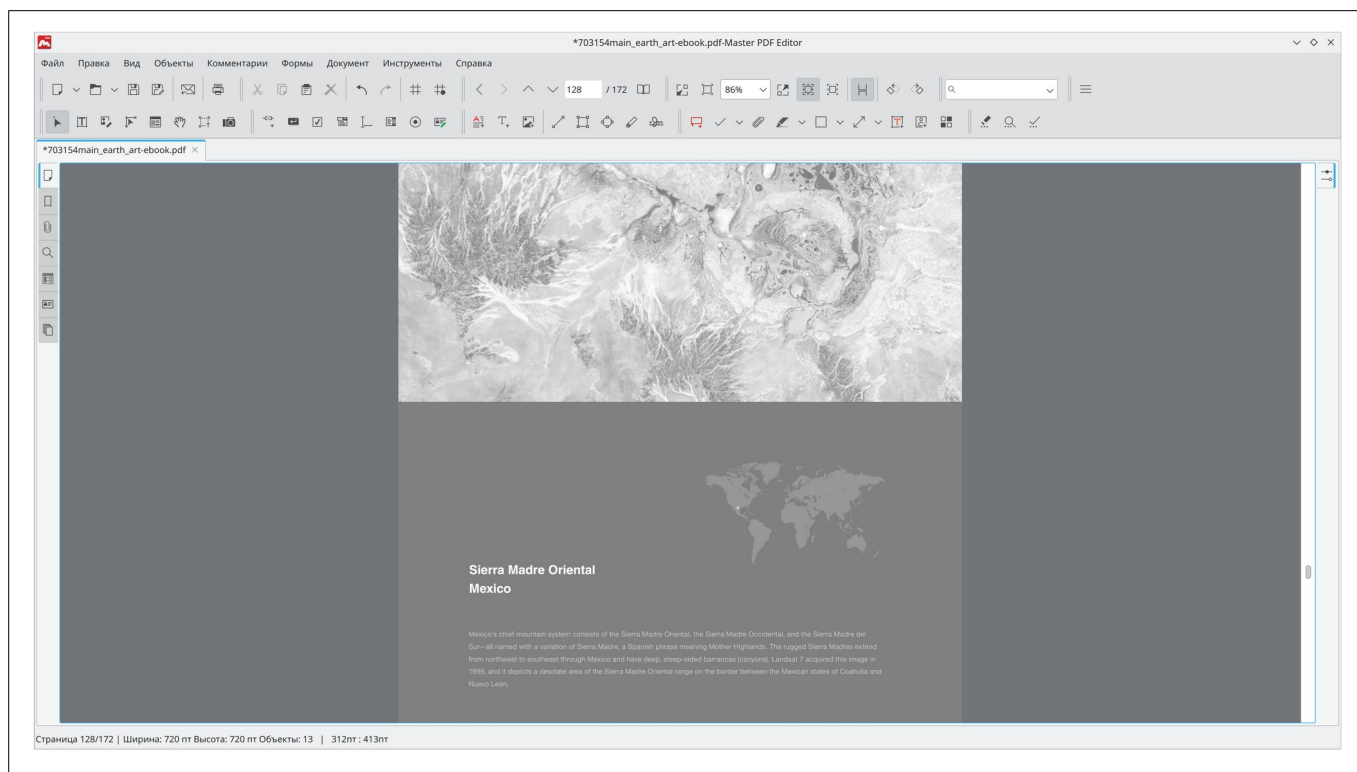 *703154main_earth_art-ebook.pdf-Master PDF Editor
Файл Правка Вид Объекты Комментарии Формы Документ Инструменты Справка
128 / 172 86%
*703154main_earth_art-ebook.pdf
Sierra Madre Oriental
Mexico
Mexico's chief mountain system consists of the Sierra Madre Oriental, the Sierra Madre Occidental, and the Sierra Madre del
Sur—all named with a variation of Sierra Madre, a Spanish phrase meaning Mother Highlands. The rugged Sierra Madres extend
from northwest to southeast through Mexico and have deep, steep-sided barrancas (canyons). Landsat 7 acquired this image in
1999, and it depicts a desolate area of the Sierra Madre Oriental range on the border between the Mexican states of Coahuila and
Nuevo León.
Страница 128/172 | Ширина: 720 пт Высота: 720 пт Объекты: 13 | 312пт : 413пт